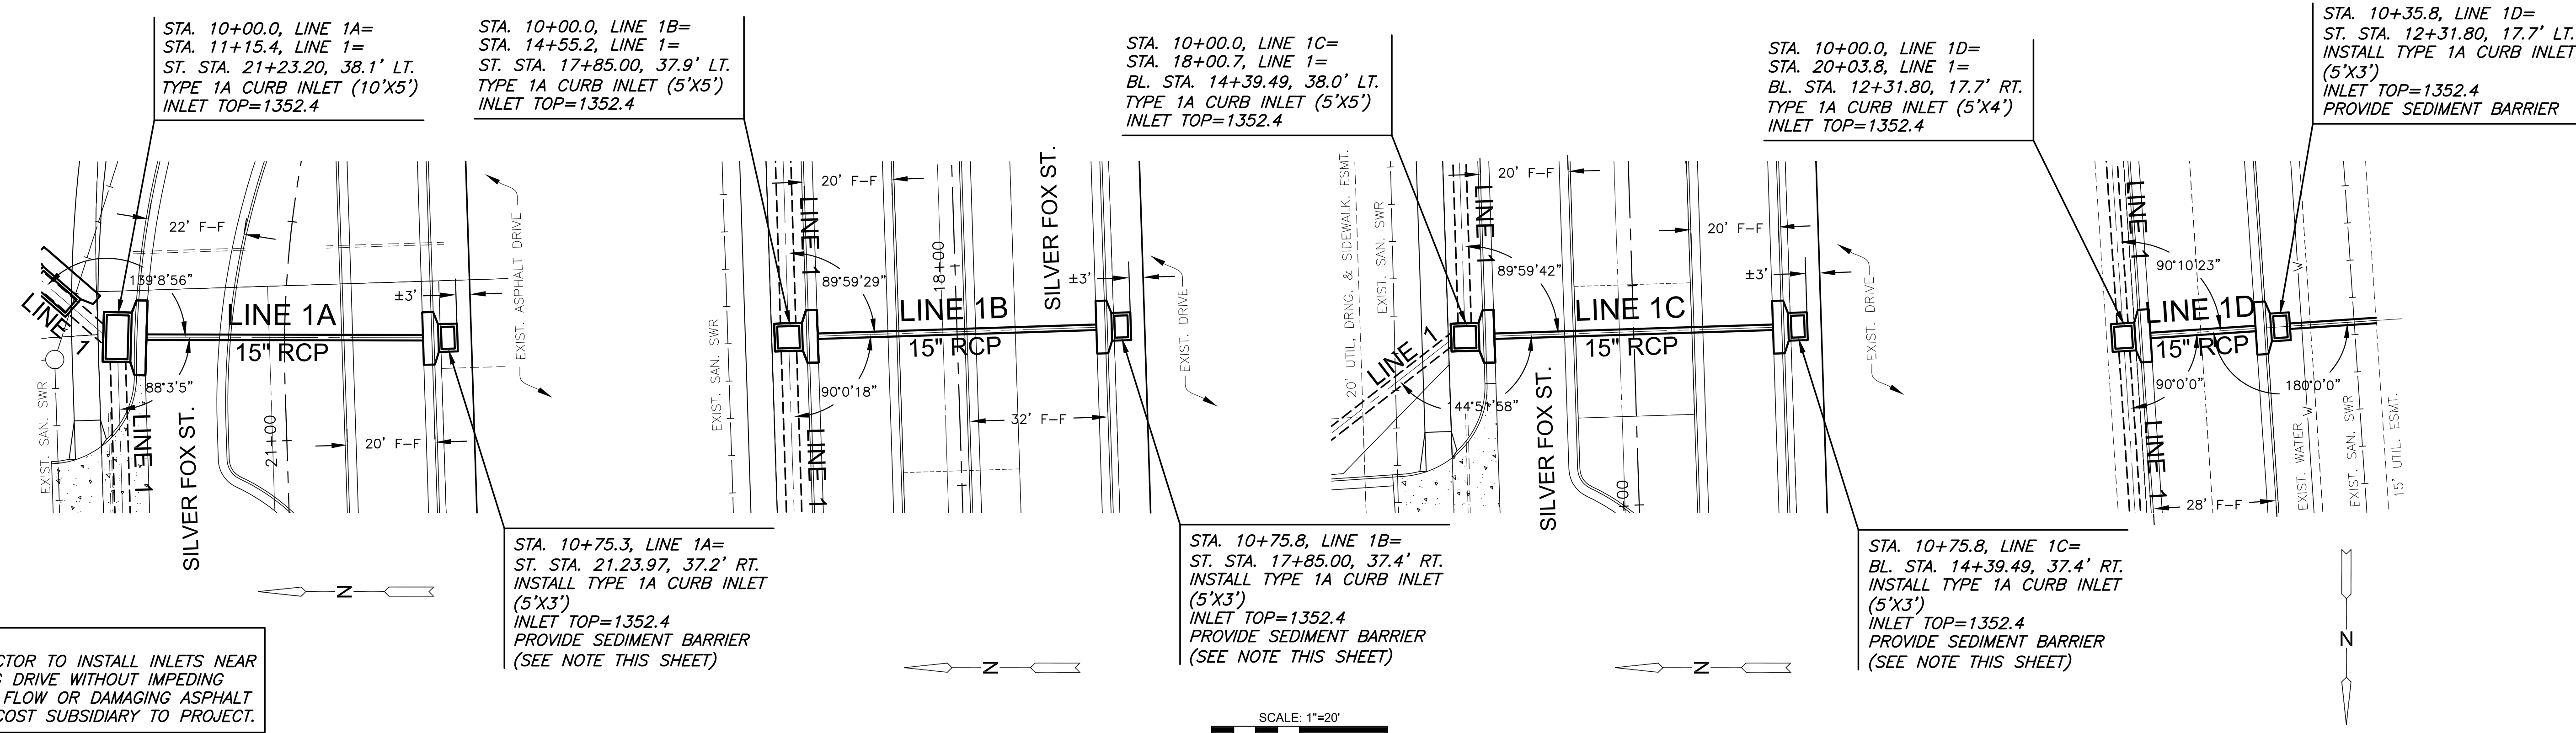 STA. 10+00.0, LINE 1A=
STA. 11+15.4, LINE 1=
ST. STA. 21+23.20, 38.1' LT.
TYPE 1A CURB INLET (10'X5')
INLET TOP=1352.4
STA. 10+00.0, LINE 1B=
STA. 14+55.2, LINE 1=
ST. STA. 17+85.00, 37.9' LT.
TYPE 1A CURB INLET (5'X5')
INLET TOP=1352.4
STA. 10+00.0, LINE 1C=
STA. 18+00.7, LINE 1=
BL. STA. 14+39.49, 38.0' LT.
TYPE 1A CURB INLET (5'X5')
INLET TOP=1352.4
STA. 10+00.0, LINE 1D=
STA. 20+03.8, LINE 1=
BL. STA. 12+31.80, 17.7' RT.
TYPE 1A CURB INLET (5'X4')
INLET TOP=1352.4
STA. 10+35.8, LINE 1D=
ST. STA. 12+31.80, 17.7' LT.
INSTALL TYPE 1A CURB INLET
(5'X3')
INLET TOP=1352.4
PROVIDE SEDIMENT BARRIER
22' F-F
139°8'56"
LINE 1
LINE 1A
15" RCP
±3'
88°3'5"
EXIST. SAN. SWR
LINE 1
SILVER FOX ST.
21+00
20' F-F
EXIST. ASPHALT DRIVE
EXIST. SAN. SWR
20' F-F
LINE 1
89°59'29"
18+00
SILVER FOX ST.
LINE 1B
15" RCP
±3'
90°0'18"
LINE 1
32' F-F
EXIST. DRIVE
20' UTIL, DRNG. & SIDEWALK. ESMT.
EXIST. SAN. SWR
20' F-F
LINE 1
89°59'42"
LINE 1
LINE 1C
15" RCP
20' F-F
±3'
144°51'58"
SILVER FOX ST.
+00
EXIST. DRIVE
LINE 1
90°10'23"
LINE 1D
15" RCP
90°0'0"
180°0'0"
LINE 1
28' F-F
W
EXIST. WATER W
EXIST. SAN. SWR
15' UTIL. ESMT.
STA. 10+75.3, LINE 1A=
ST. STA. 21.23.97, 37.2' RT.
INSTALL TYPE 1A CURB INLET
(5'X3')
INLET TOP=1352.4
PROVIDE SEDIMENT BARRIER
(SEE NOTE THIS SHEET)
STA. 10+75.8, LINE 1B=
ST. STA. 17+85.00, 37.4' RT.
INSTALL TYPE 1A CURB INLET
(5'X3')
INLET TOP=1352.4
PROVIDE SEDIMENT BARRIER
(SEE NOTE THIS SHEET)
STA. 10+75.8, LINE 1C=
BL. STA. 14+39.49, 37.4' RT.
INSTALL TYPE 1A CURB INLET
(5'X3')
INLET TOP=1352.4
PROVIDE SEDIMENT BARRIER
(SEE NOTE THIS SHEET)
N
N
N
N
CTOR TO INSTALL INLETS NEAR
G DRIVE WITHOUT IMPEDING
FLOW OR DAMAGING ASPHALT
COST SUBSIDIARY TO PROJECT.
SCALE: 1"=20'